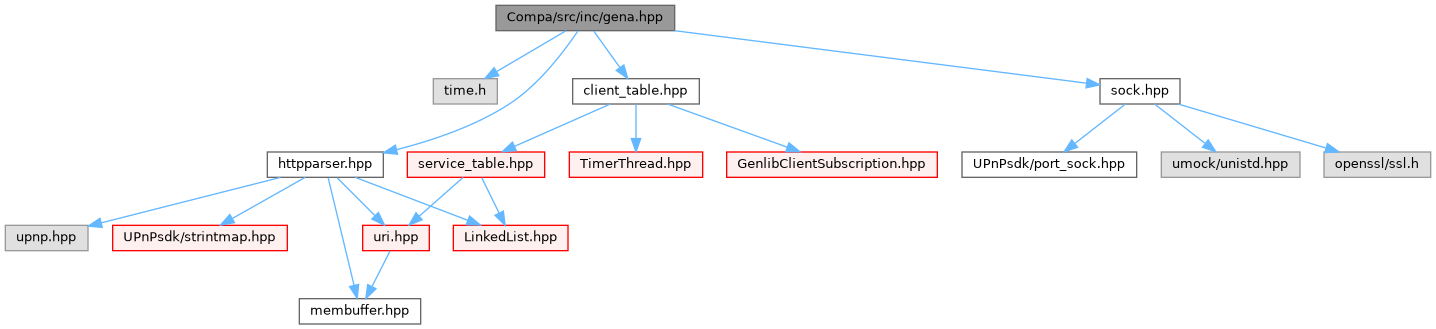 Compa/src/inc/gena.hpp
time.h
client_table.hpp
sock.hpp
httpparser.hpp
service_table.hpp
TimerThread.hpp
GenlibClientSubscription.hpp
UPnPsdk/port_sock.hpp
umock/unistd.hpp
openssl/ssl.h
upnp.hpp
UPnPsdk/strintmap.hpp
uri.hpp
LinkedList.hpp
membuffer.hpp